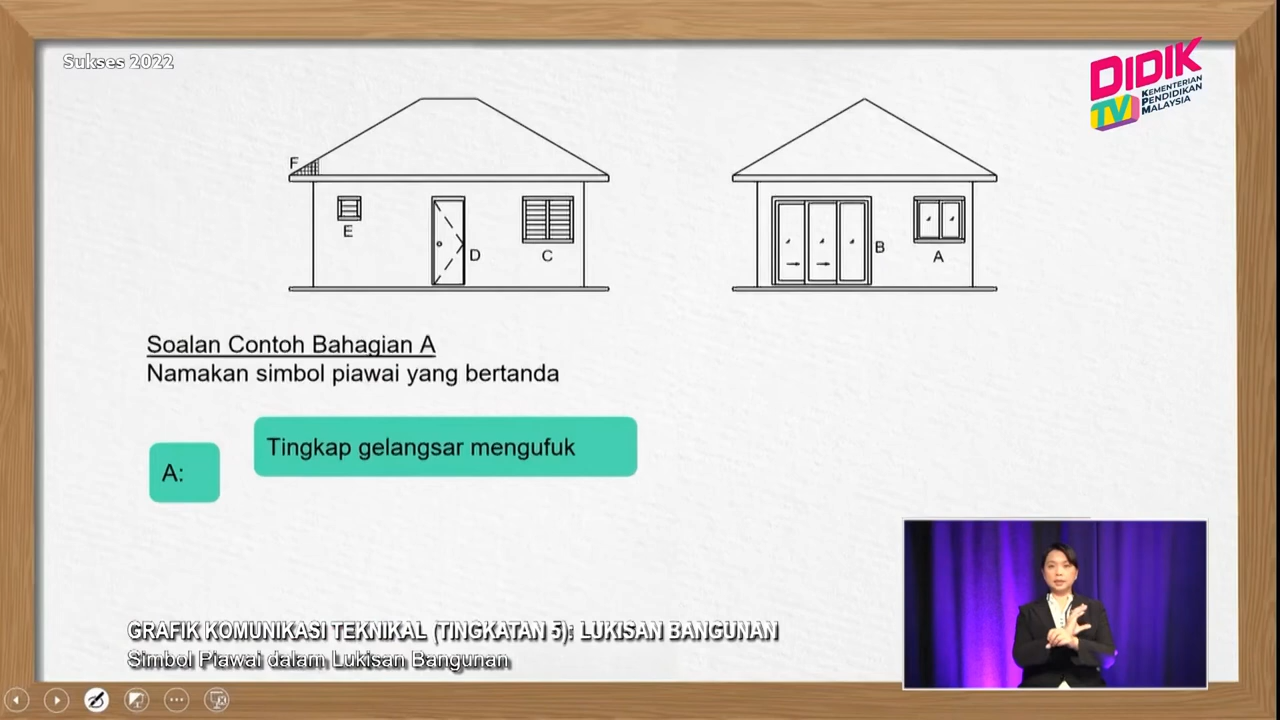 Sukses 2022
DIDIK
TV
KEMENTERIAN
PENDIDIKAN
MALAYSIA
F
E
D
C
B
A
Soalan Contoh Bahagian A
Namakan simbol piawai yang bertanda
Tingkap gelangsar mengufuk
A:
GRAFIK KOMUNIKASI TEKNIKAL (TINGKATAN 5): LUKISAN BANGUNAN
Simbol Piawai dalam Lukisan Bangunan